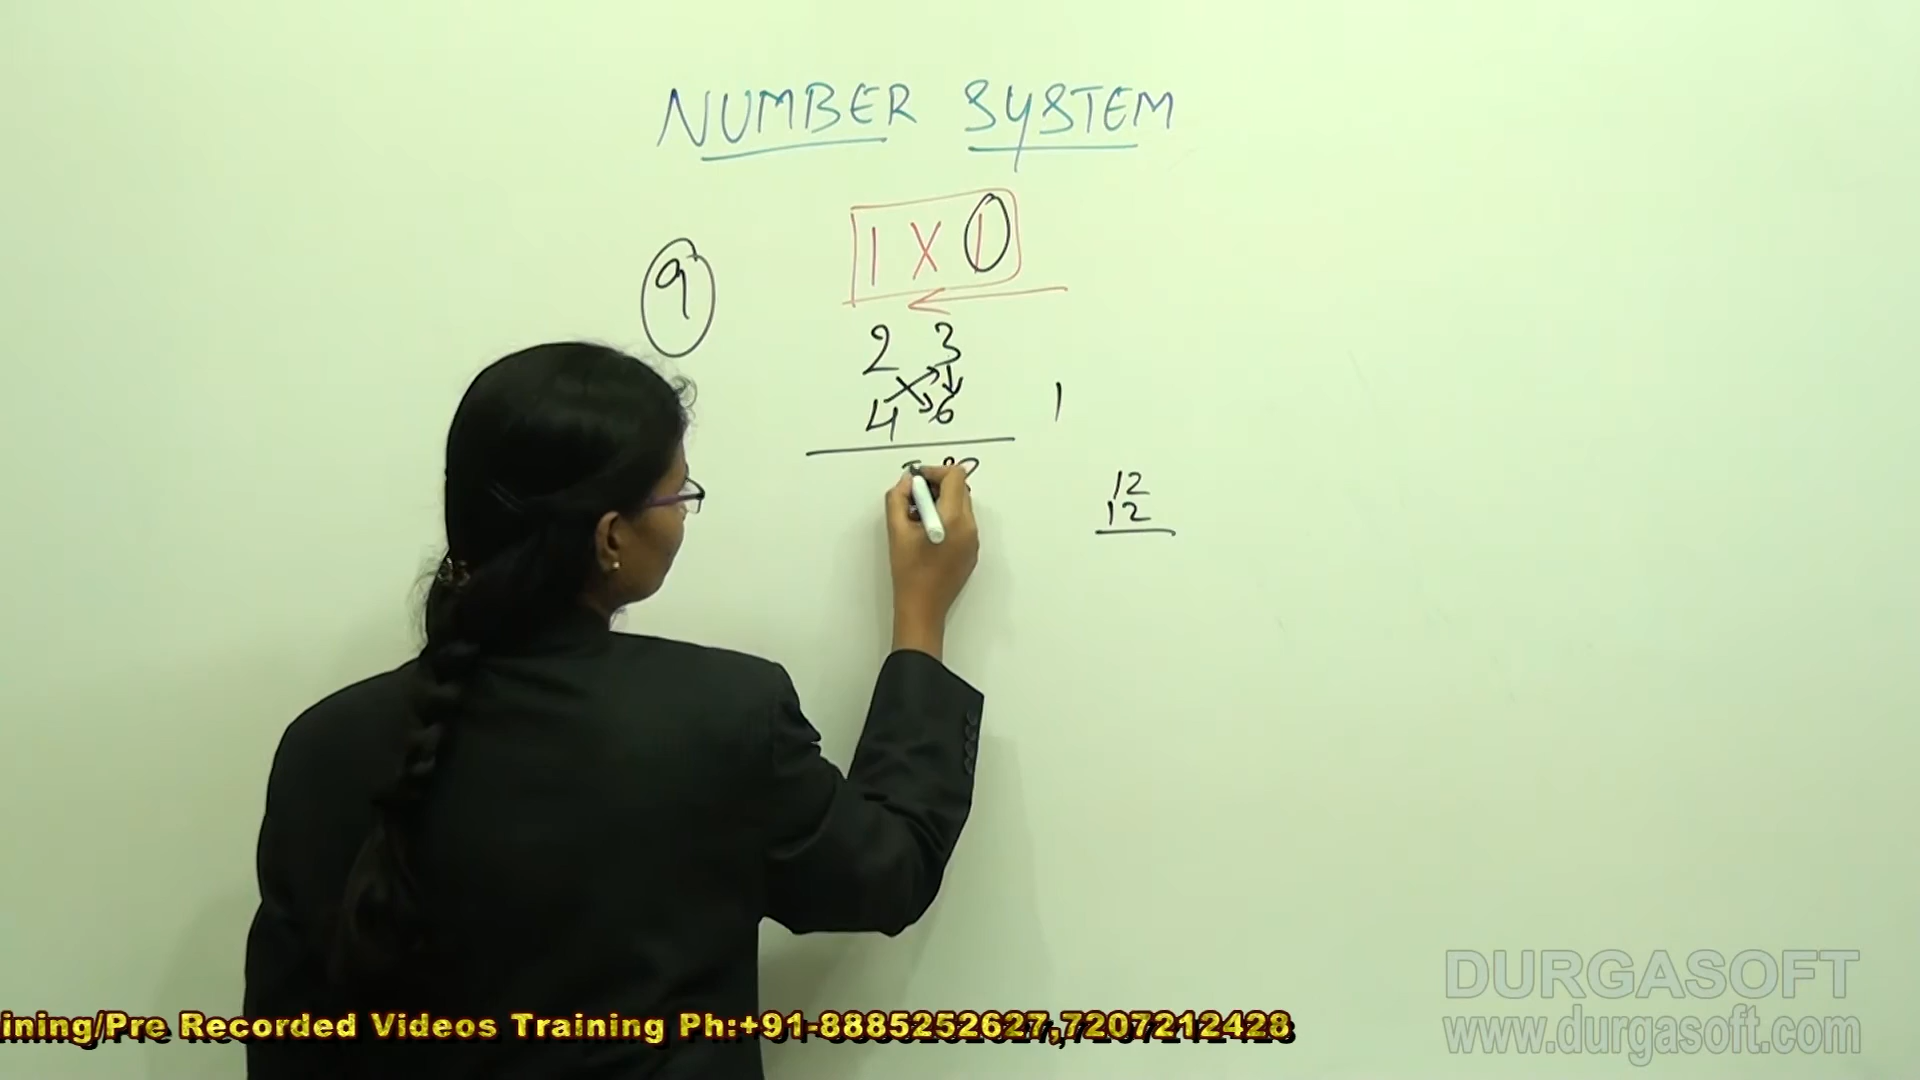 NUMBER SYSTEM
1 X 1
9
2 3
4 6
1
12
12
DURGASOFT
www.durgasoft.com
ining/Pre Recorded Videos Training Ph:+91-8885252627,7207212428